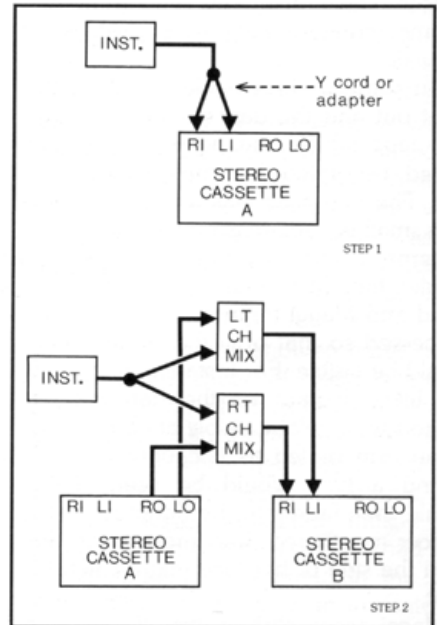 INST.
Y cord or
adapter
RI LI RO LO
STEREO
CASSETTE
A
STEP 1
LT
CH
MIX
INST.
RT
CH
MIX
RI LI RO LO
STEREO
CASSETTE
A
RI LI RO LO
STEREO
CASSETTE
B
STEP 2